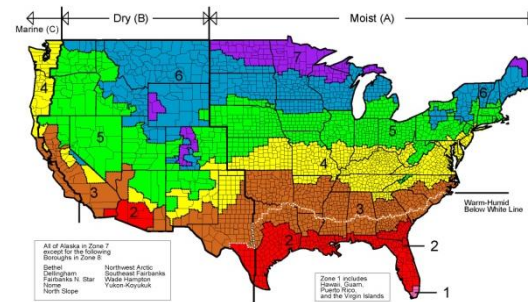 Marine (C)
Dry (B)
Moist (A)
7
6
6
4
5
5
4
3
3
2
2
Warm-Humid
Below White Line
2
1
All of Alaska in Zone 7
except for the following
Boroughs in Zone 8
Bethel Northwest Arctic
Dellingham Southeast Fairbanks
Fairbanks N. Star Wade Hampton
Nome Yukon-Koyukuk
North Slope
Zone 1 includes
Hawaii, Guam,
Puerto Rico,
and the Virgin Islands